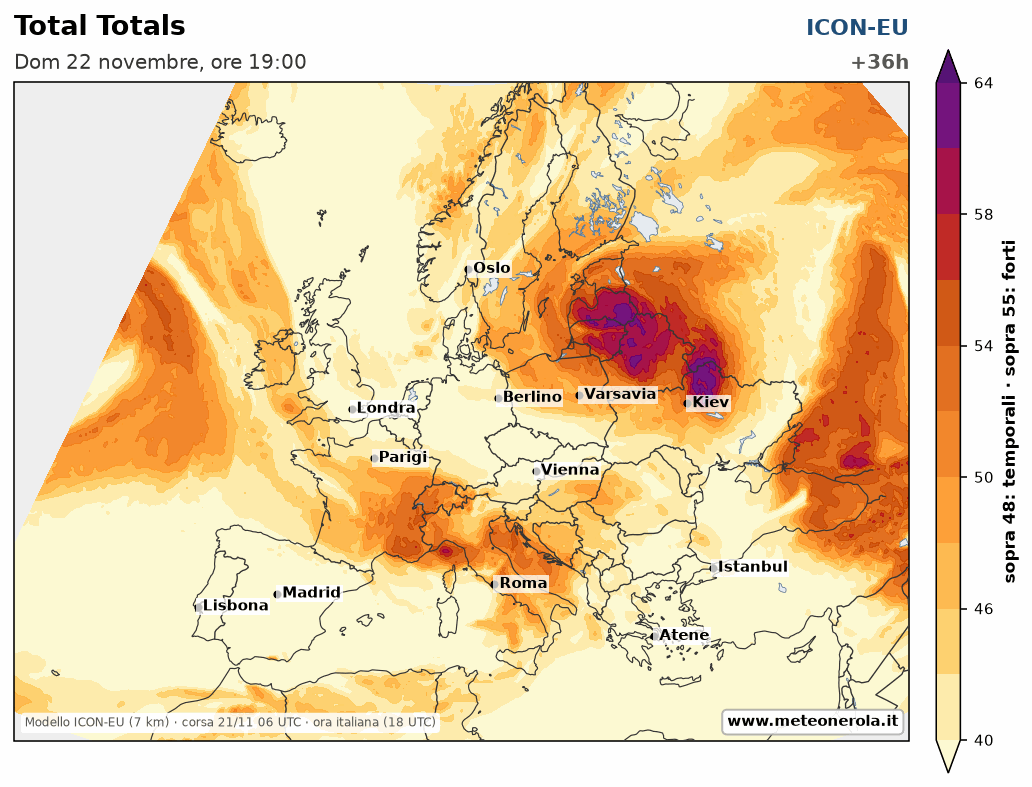 Total Totals
ICON-EU
Dom 22 novembre, ore 19:00
+36h
64
58
54
50
46
40
sopra 48: temporali · sopra 55: forti
Oslo
Berlino
Varsavia
Kiev
Londra
Parigi
Vienna
Istanbul
Roma
Madrid
Lisbona
Atene
Modello ICON-EU (7 km) · corsa 21/11 06 UTC · ora italiana (18 UTC)
www.meteonerola.it